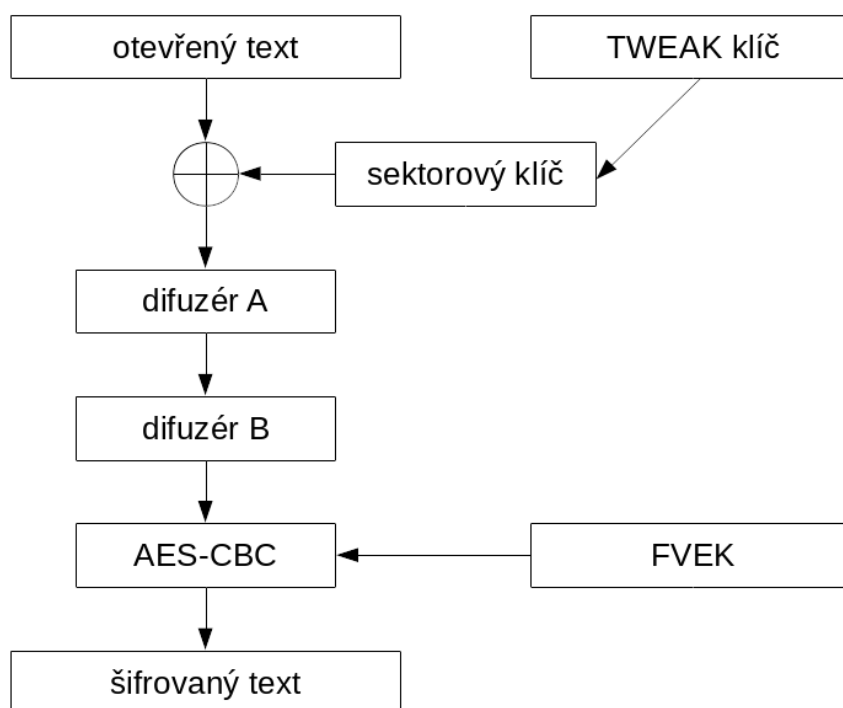 otevřený text
TWEAK klíč
sektorový klíč
difuzér A
difuzér B
AES-CBC
FVEK
šifrovaný text